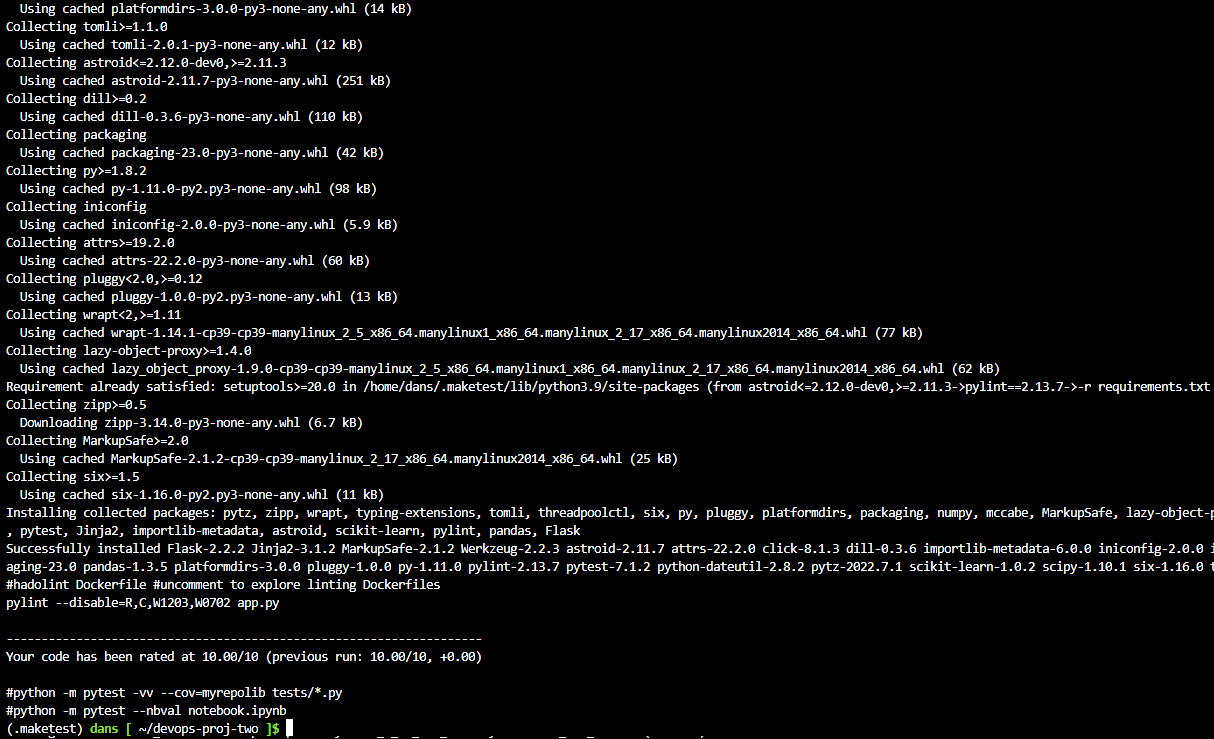 Using cached platformdirs-3.0.0-py3-none-any.whl (14 kB)
Collecting tomli>=1.1.0
  Using cached tomli-2.0.1-py3-none-any.whl (12 kB)
Collecting astroid<=2.12.0-dev0,>=2.11.3
  Using cached astroid-2.11.7-py3-none-any.whl (251 kB)
Collecting dill>=0.2
  Using cached dill-0.3.6-py3-none-any.whl (110 kB)
Collecting packaging
  Using cached packaging-23.0-py3-none-any.whl (42 kB)
Collecting py>=1.8.2
  Using cached py-1.11.0-py2.py3-none-any.whl (98 kB)
Collecting iniconfig
  Using cached iniconfig-2.0.0-py3-none-any.whl (5.9 kB)
Collecting attrs>=19.2.0
  Using cached attrs-22.2.0-py3-none-any.whl (60 kB)
Collecting pluggy<2.0,>=0.12
  Using cached pluggy-1.0.0-py2.py3-none-any.whl (13 kB)
Collecting wrapt<2,>=1.11
  Using cached wrapt-1.14.1-cp39-cp39-manylinux_2_5_x86_64.manylinux1_x86_64.manylinux_2_17_x86_64.manylinux2014_x86_64.whl (77 kB)
Collecting lazy-object-proxy>=1.4.0
  Using cached lazy_object_proxy-1.9.0-cp39-cp39-manylinux_2_5_x86_64.manylinux1_x86_64.manylinux_2_17_x86_64.manylinux2014_x86_64.whl (62 kB)
Requirement already satisfied: setuptools>=20.0 in /home/dans/.maketest/lib/python3.9/site-packages (from astroid<=2.12.0-dev0,>=2.11.3->pylint==2.13.7->-r requirements.txt
Collecting zipp>=0.5
  Downloading zipp-3.14.0-py3-none-any.whl (6.7 kB)
Collecting MarkupSafe>=2.0
  Using cached MarkupSafe-2.1.2-cp39-cp39-manylinux_2_17_x86_64.manylinux2014_x86_64.whl (25 kB)
Collecting six>=1.5
  Using cached six-1.16.0-py2.py3-none-any.whl (11 kB)
Installing collected packages: pytz, zipp, wrapt, typing-extensions, tomli, threadpoolctl, six, py, pluggy, platformdirs, packaging, numpy, mccabe, MarkupSafe, lazy-object-p
, pytest, Jinja2, importlib-metadata, astroid, scikit-learn, pylint, pandas, Flask
Successfully installed Flask-2.2.2 Jinja2-3.1.2 MarkupSafe-2.1.2 Werkzeug-2.2.3 astroid-2.11.7 attrs-22.2.0 click-8.1.3 dill-0.3.6 importlib-metadata-6.0.0 iniconfig-2.0.0 i
aging-23.0 pandas-1.3.5 platformdirs-3.0.0 pluggy-1.0.0 py-1.11.0 pylint-2.13.7 pytest-7.1.2 python-dateutil-2.8.2 pytz-2022.7.1 scikit-learn-1.0.2 scipy-1.10.1 six-1.16.0 t
#hadolint Dockerfile #uncomment to explore linting Dockerfiles
pylint --disable=R,C,W1203,W0702 app.py

--------------------------------------------------------------------
Your code has been rated at 10.00/10 (previous run: 10.00/10, +0.00)

#python -m pytest -vv --cov=myrepolib tests/*.py
#python -m pytest --nbval notebook.ipynb
(.maketest) dans [ ~/devops-proj-two ]$